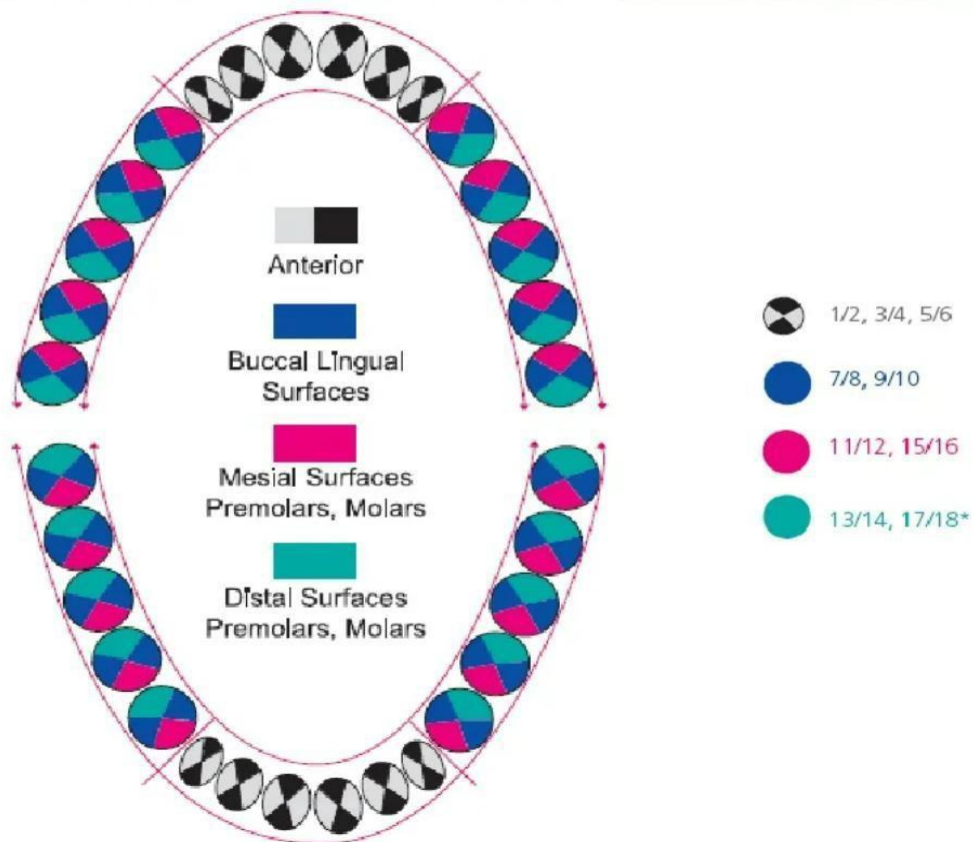 Anterior
Buccal Lingual
Surfaces
Mesial Surfaces
Premolars, Molars
Distal Surfaces
Premolars, Molars
1/2, 3/4, 5/6
7/8, 9/10
11/12, 15/16
13/14, 17/18*